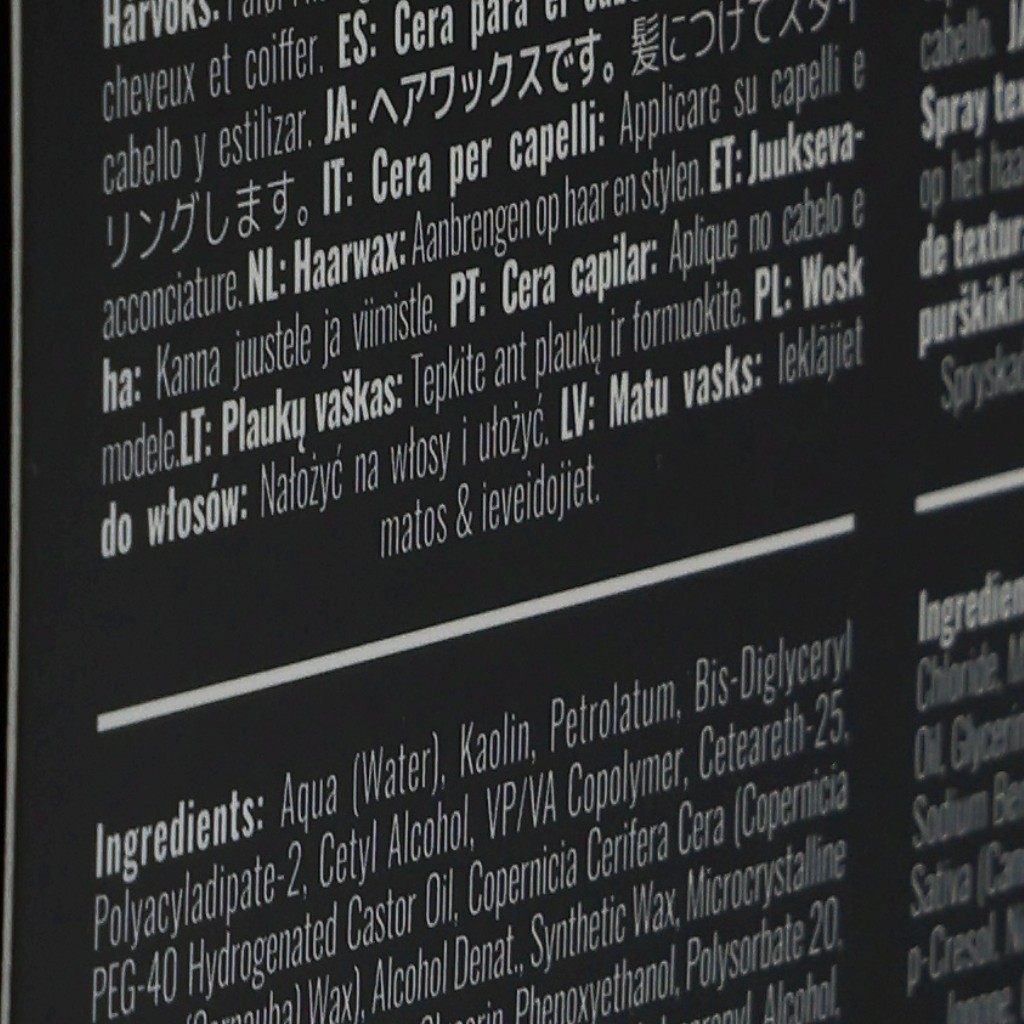 Hårvoks:
cheveux et coiffer. ES: Cera para el
cabello y estilizar. JA: ヘアワックスです。髪につけてスタイ
リングします。IT: Cera per capelli: Applicare su capelli e
acconciature. NL: Haarwax: Aanbrengen op haar en stylen. ET: Juukseva-
ha: Kanna juustele ja viimistle. PT: Cera capilar: Aplique no cabelo e
modele.LT: Plaukų vaškas: Tepkite ant plaukų ir formuokite. PL: Wosk
do włosów: Nałożyć na włosy i ułożyć. LV: Matu vasks: Ieklājiet
matos & ieveidojiet.
Ingredients: Aqua (Water), Kaolin, Petrolatum, Bis-Diglyceryl
Polyacyladipate-2, Cetyl Alcohol, VP/VA Copolymer, Ceteareth-25,
PEG-40 Hydrogenated Castor Oil, Copernicia Cerifera Cera (Copernicia
Wax), Alcohol Denat., Synthetic Wax, Microcrystalline
Phenoxyethanol, Polysorbate 20,
Alcohol,
cabello.
Spray
op het
de
Ingredien
Chloride,
Oil,
Sodium
Sativa
p-Cresol,